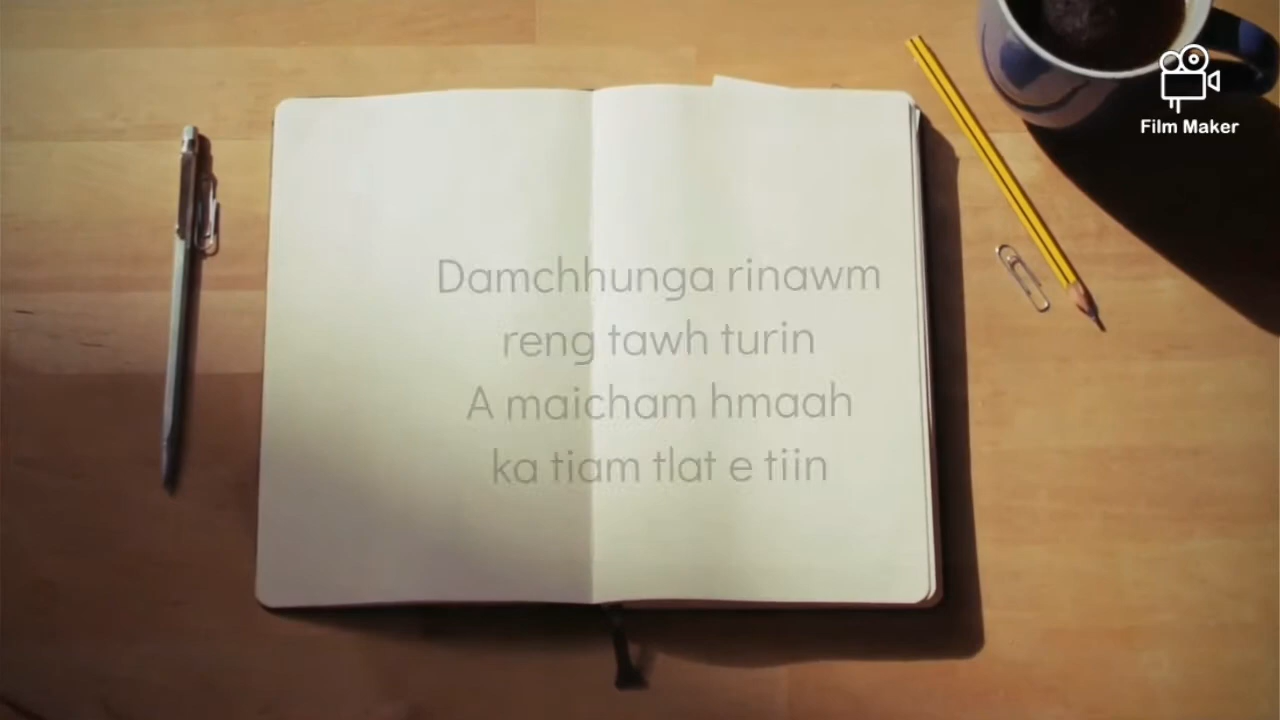 Film Maker
Damchhunga rinawm
reng tawh turin
A maicham hmaah
ka tiam tlat e tiin